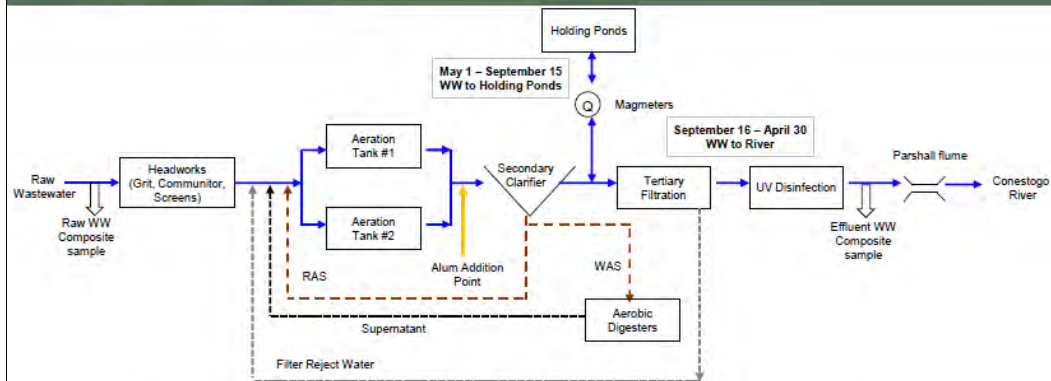 Holding Ponds
May 1 – September 15
WW to Holding Ponds
Q
Magmeters
September 16 – April 30
WW to River
Raw
Wastewater
Headworks
(Grit, Communitor,
Screens)
Raw WW
Composite
sample
Aeration
Tank #1
Aeration
Tank #2
Alum Addition
Point
Secondary
Clarifier
Tertiary
Filtration
UV Disinfection
Parshall flume
Conestogo
River
Effluent WW
Composite
sample
RAS
WAS
Aerobic
Digesters
Supernatant
Filter Reject Water